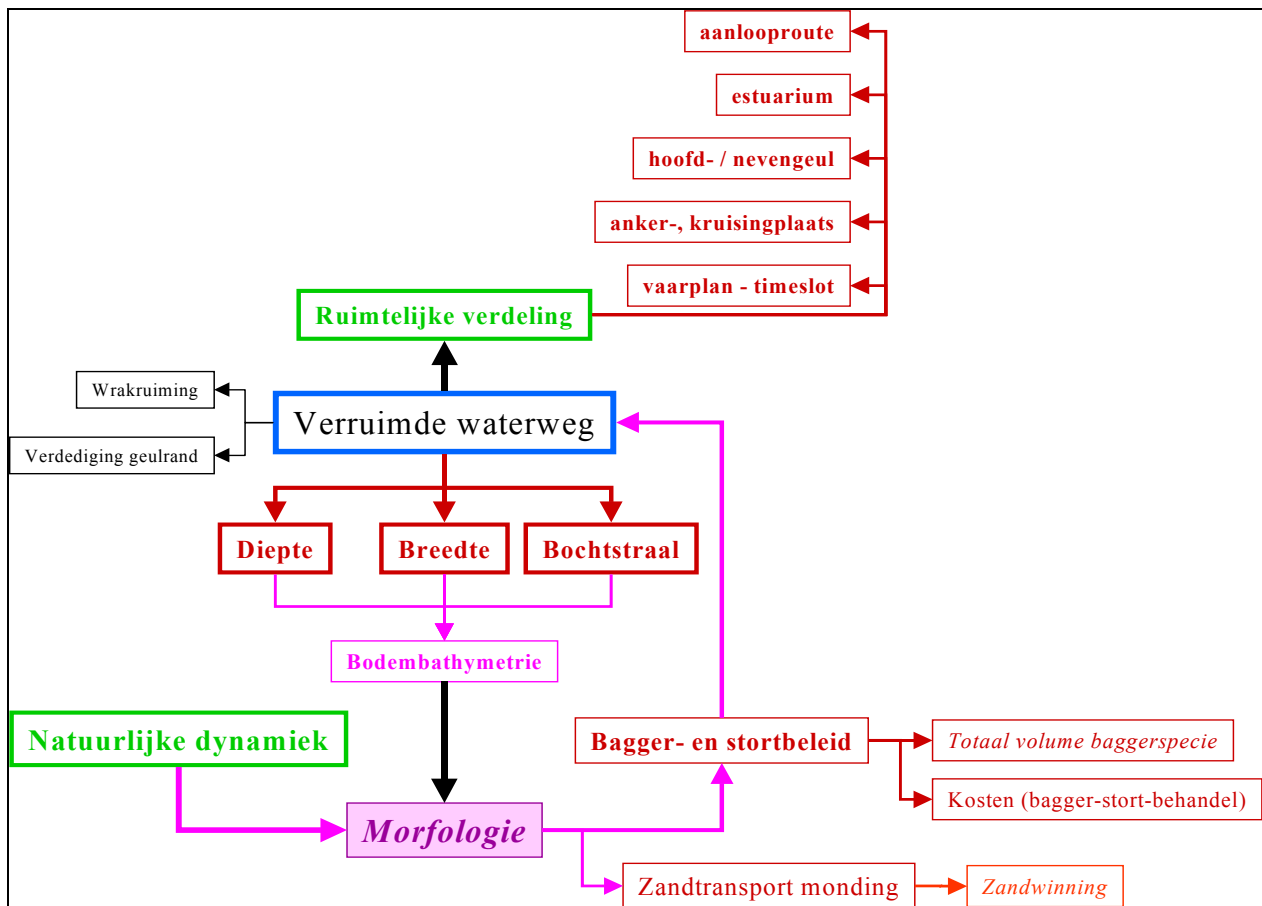 aanlooproute
estuarium
hoofd- / nevengeul
anker-, kruisingplaats
vaarplan - timeslot
Ruimtelijke verdeling
Wrakruiming
Verruimde waterweg
Verdediging geulrand
Diepte
Breedte
Bochtstraal
Bodembathymetrie
Natuurlijke dynamiek
Bagger- en stortbeleid
Totaal volume baggerspecie
Kosten (bagger-stort-behandel)
Morfologie
Zandtransport monding
Zandwinning